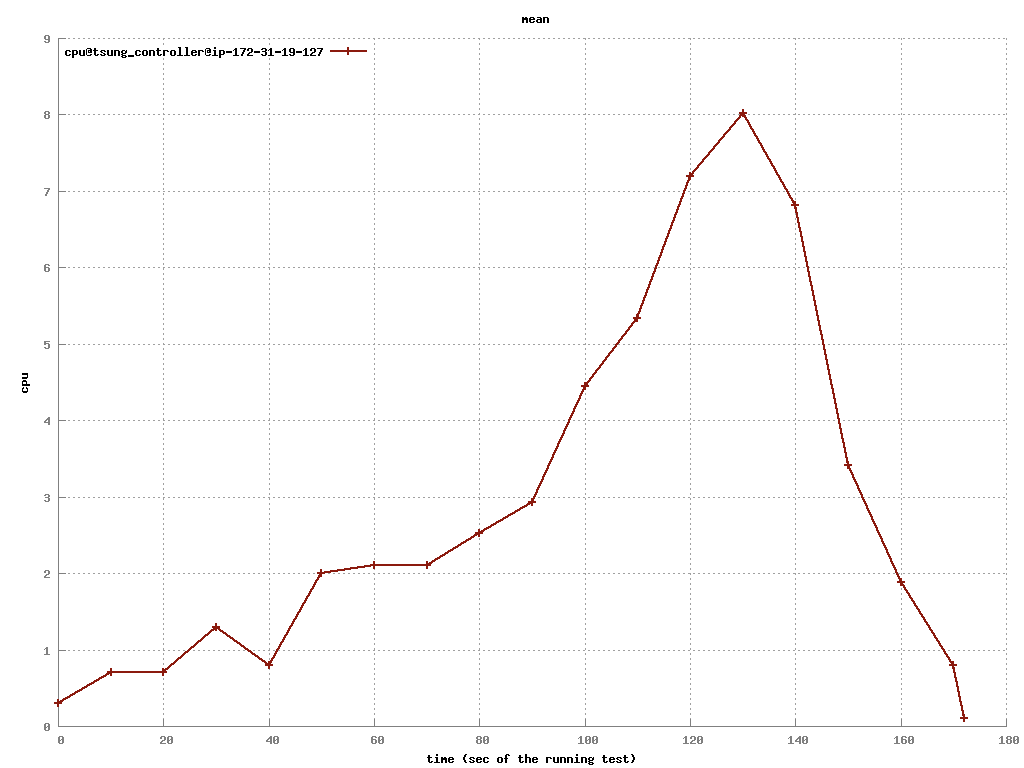 mean
cpu@tsung_controller@ip-172-31-19-127
9
8
7
6
5
4
3
2
1
0
cpu
0 20 40 60 80 100 120 140 160 180
time (sec of the running test)